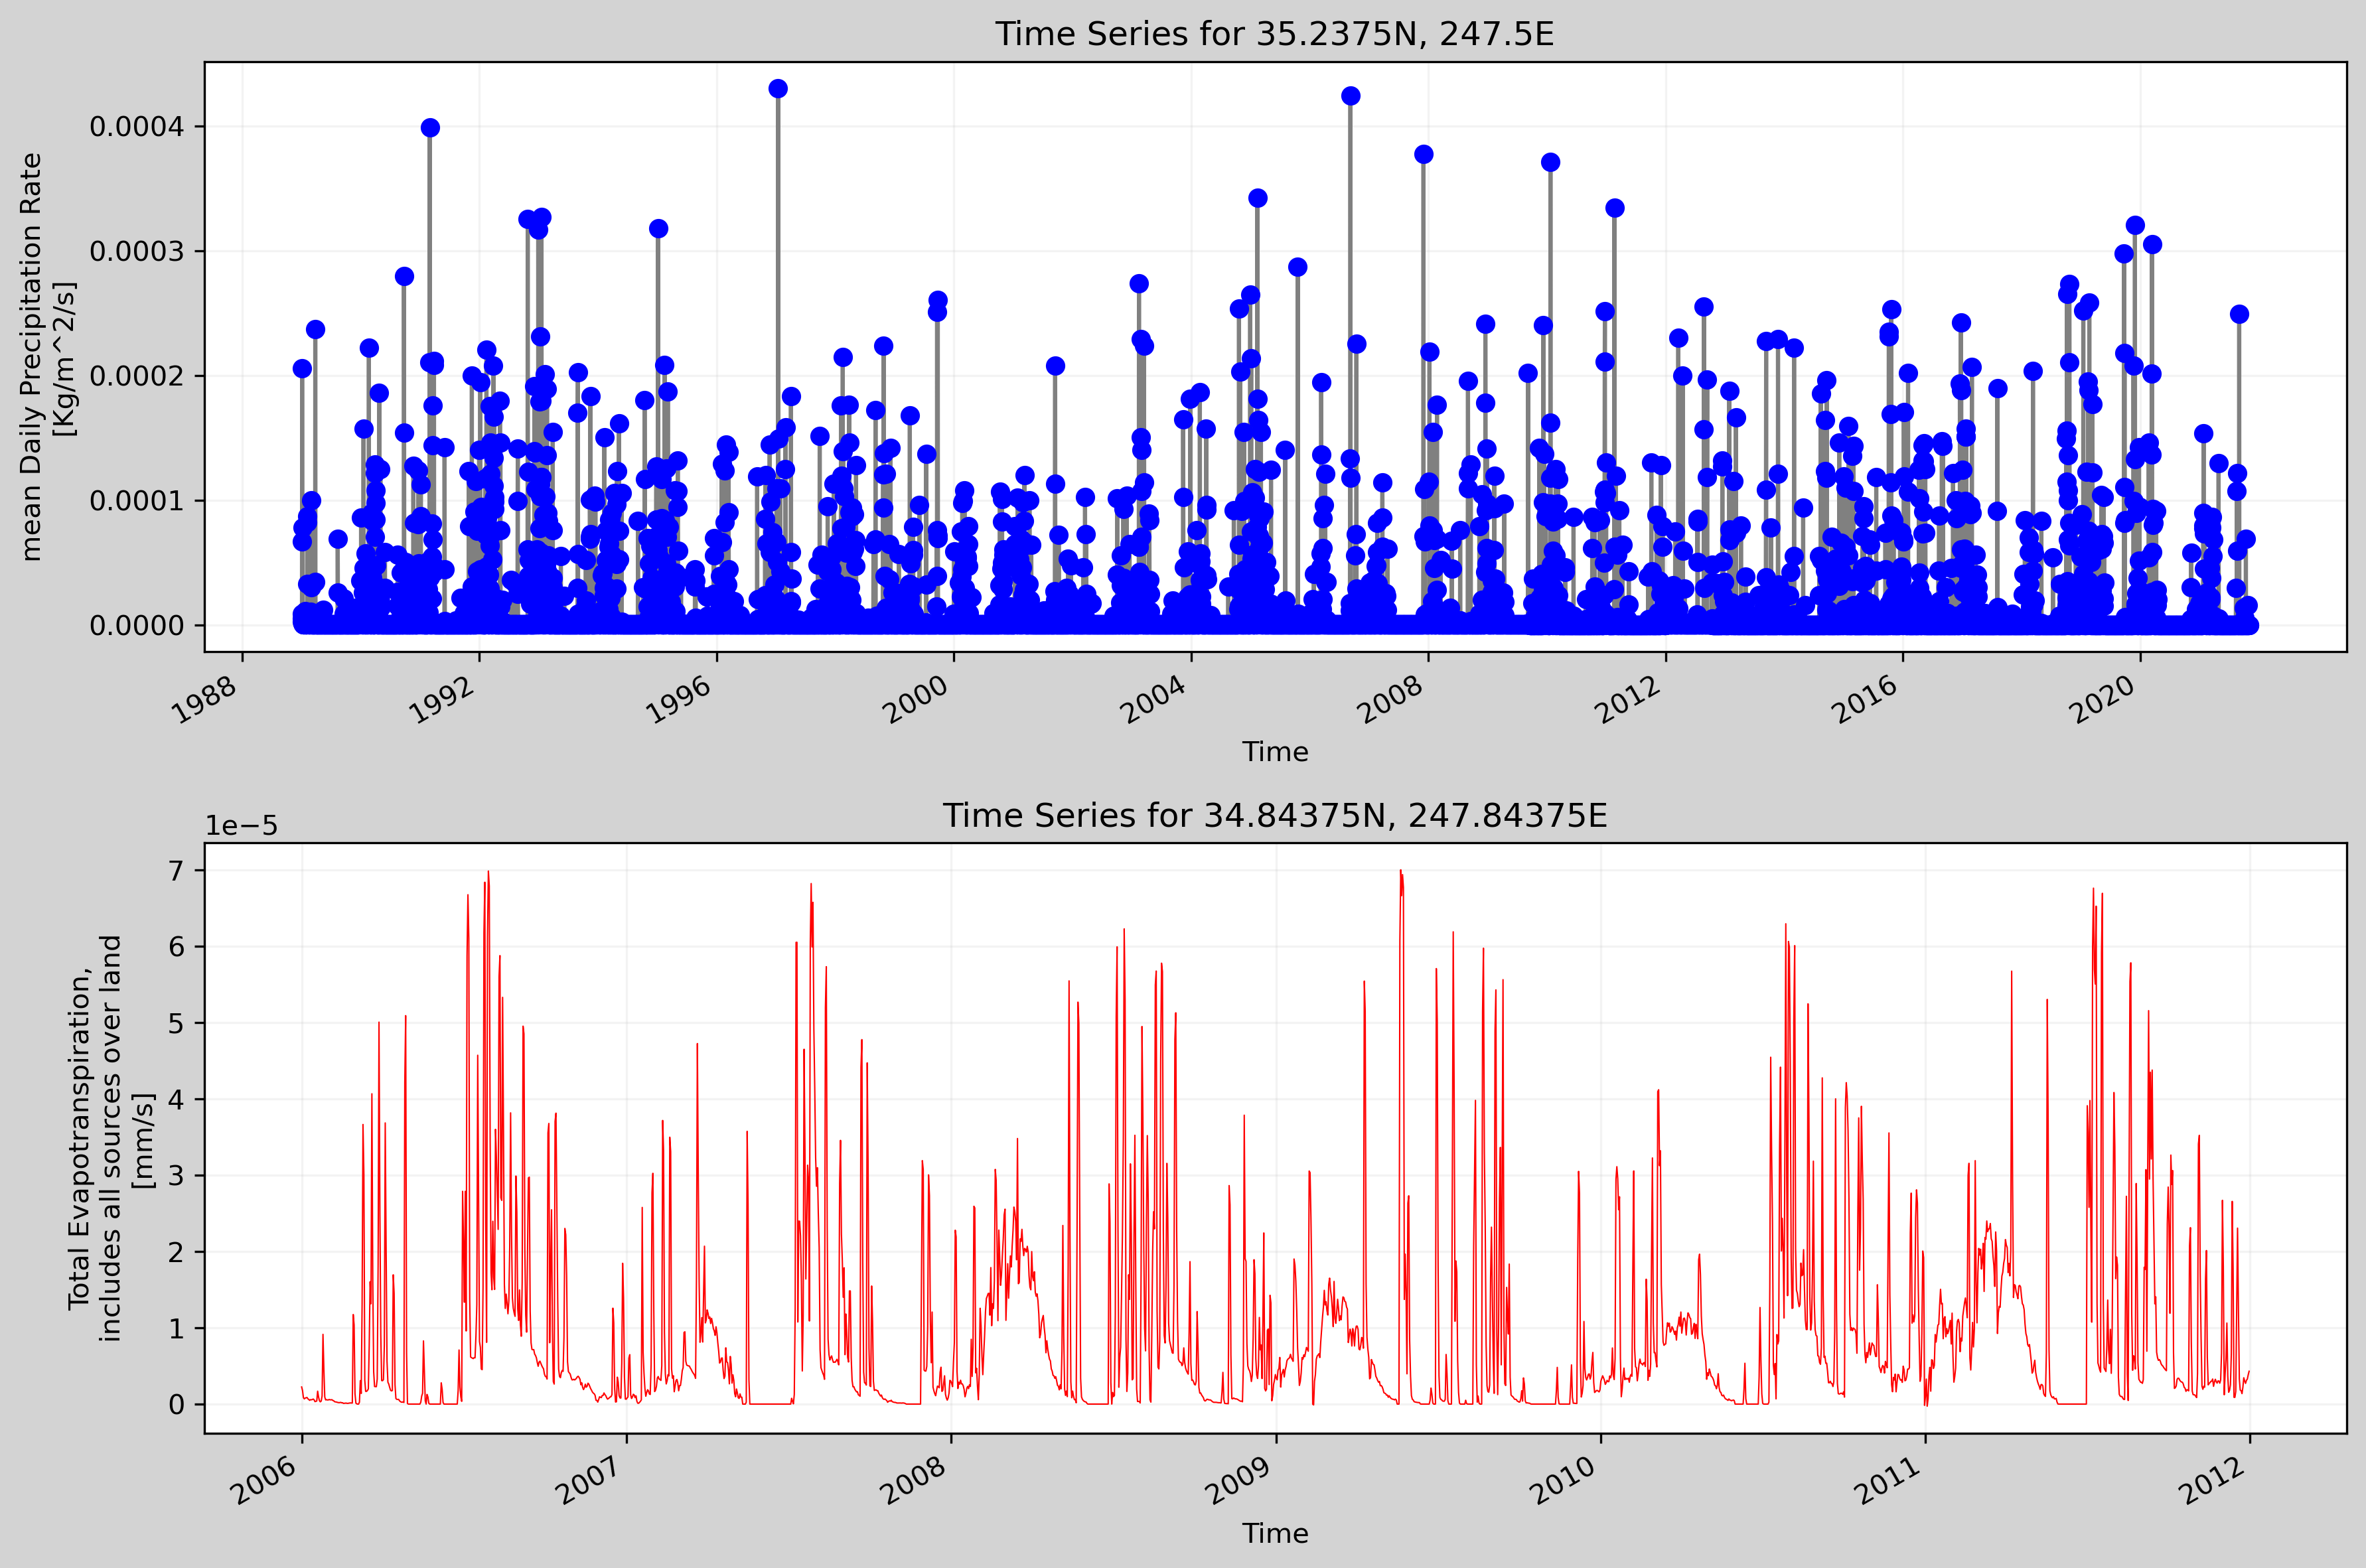 Time Series for 35.2375N, 247.5E
mean Daily Precipitation Rate
[Kg/m^2/s]
0.0004
0.0003
0.0002
0.0001
0.0000
1988
1992
1996
2000
2004
2008
2012
2016
2020
Time
Time Series for 34.84375N, 247.84375E
1e−5
Total Evapotranspiration,
includes all sources over land
[mm/s]
7
6
5
4
3
2
1
0
2006
2007
2008
2009
2010
2011
2012
Time